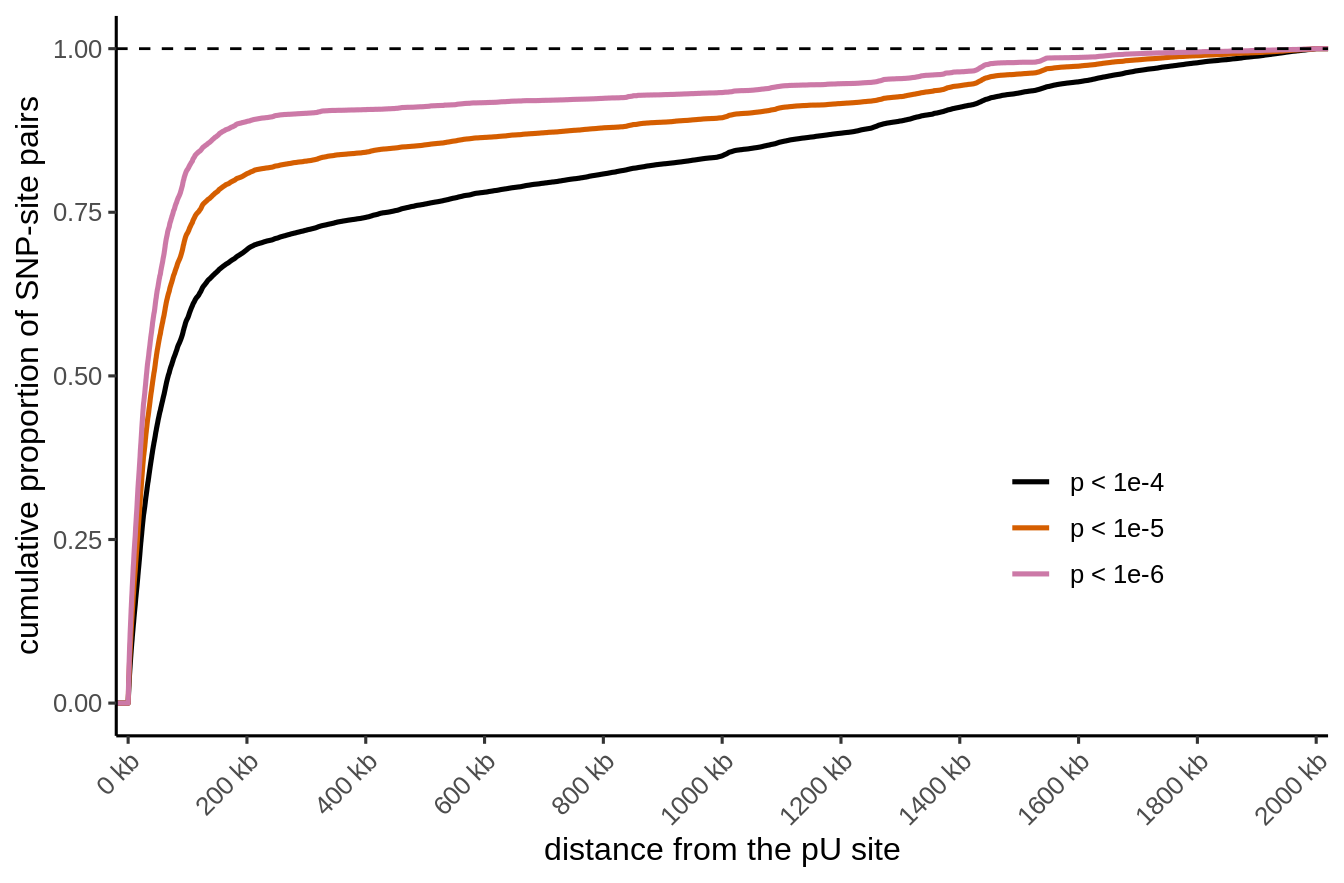 cumulative proportion of SNP-site pairs
1.00
0.75
0.50
0.25
0.00
p < 1e-4
p < 1e-5
p < 1e-6
0 kb
200 kb
400 kb
600 kb
800 kb
1000 kb
1200 kb
1400 kb
1600 kb
1800 kb
2000 kb
distance from the pU site